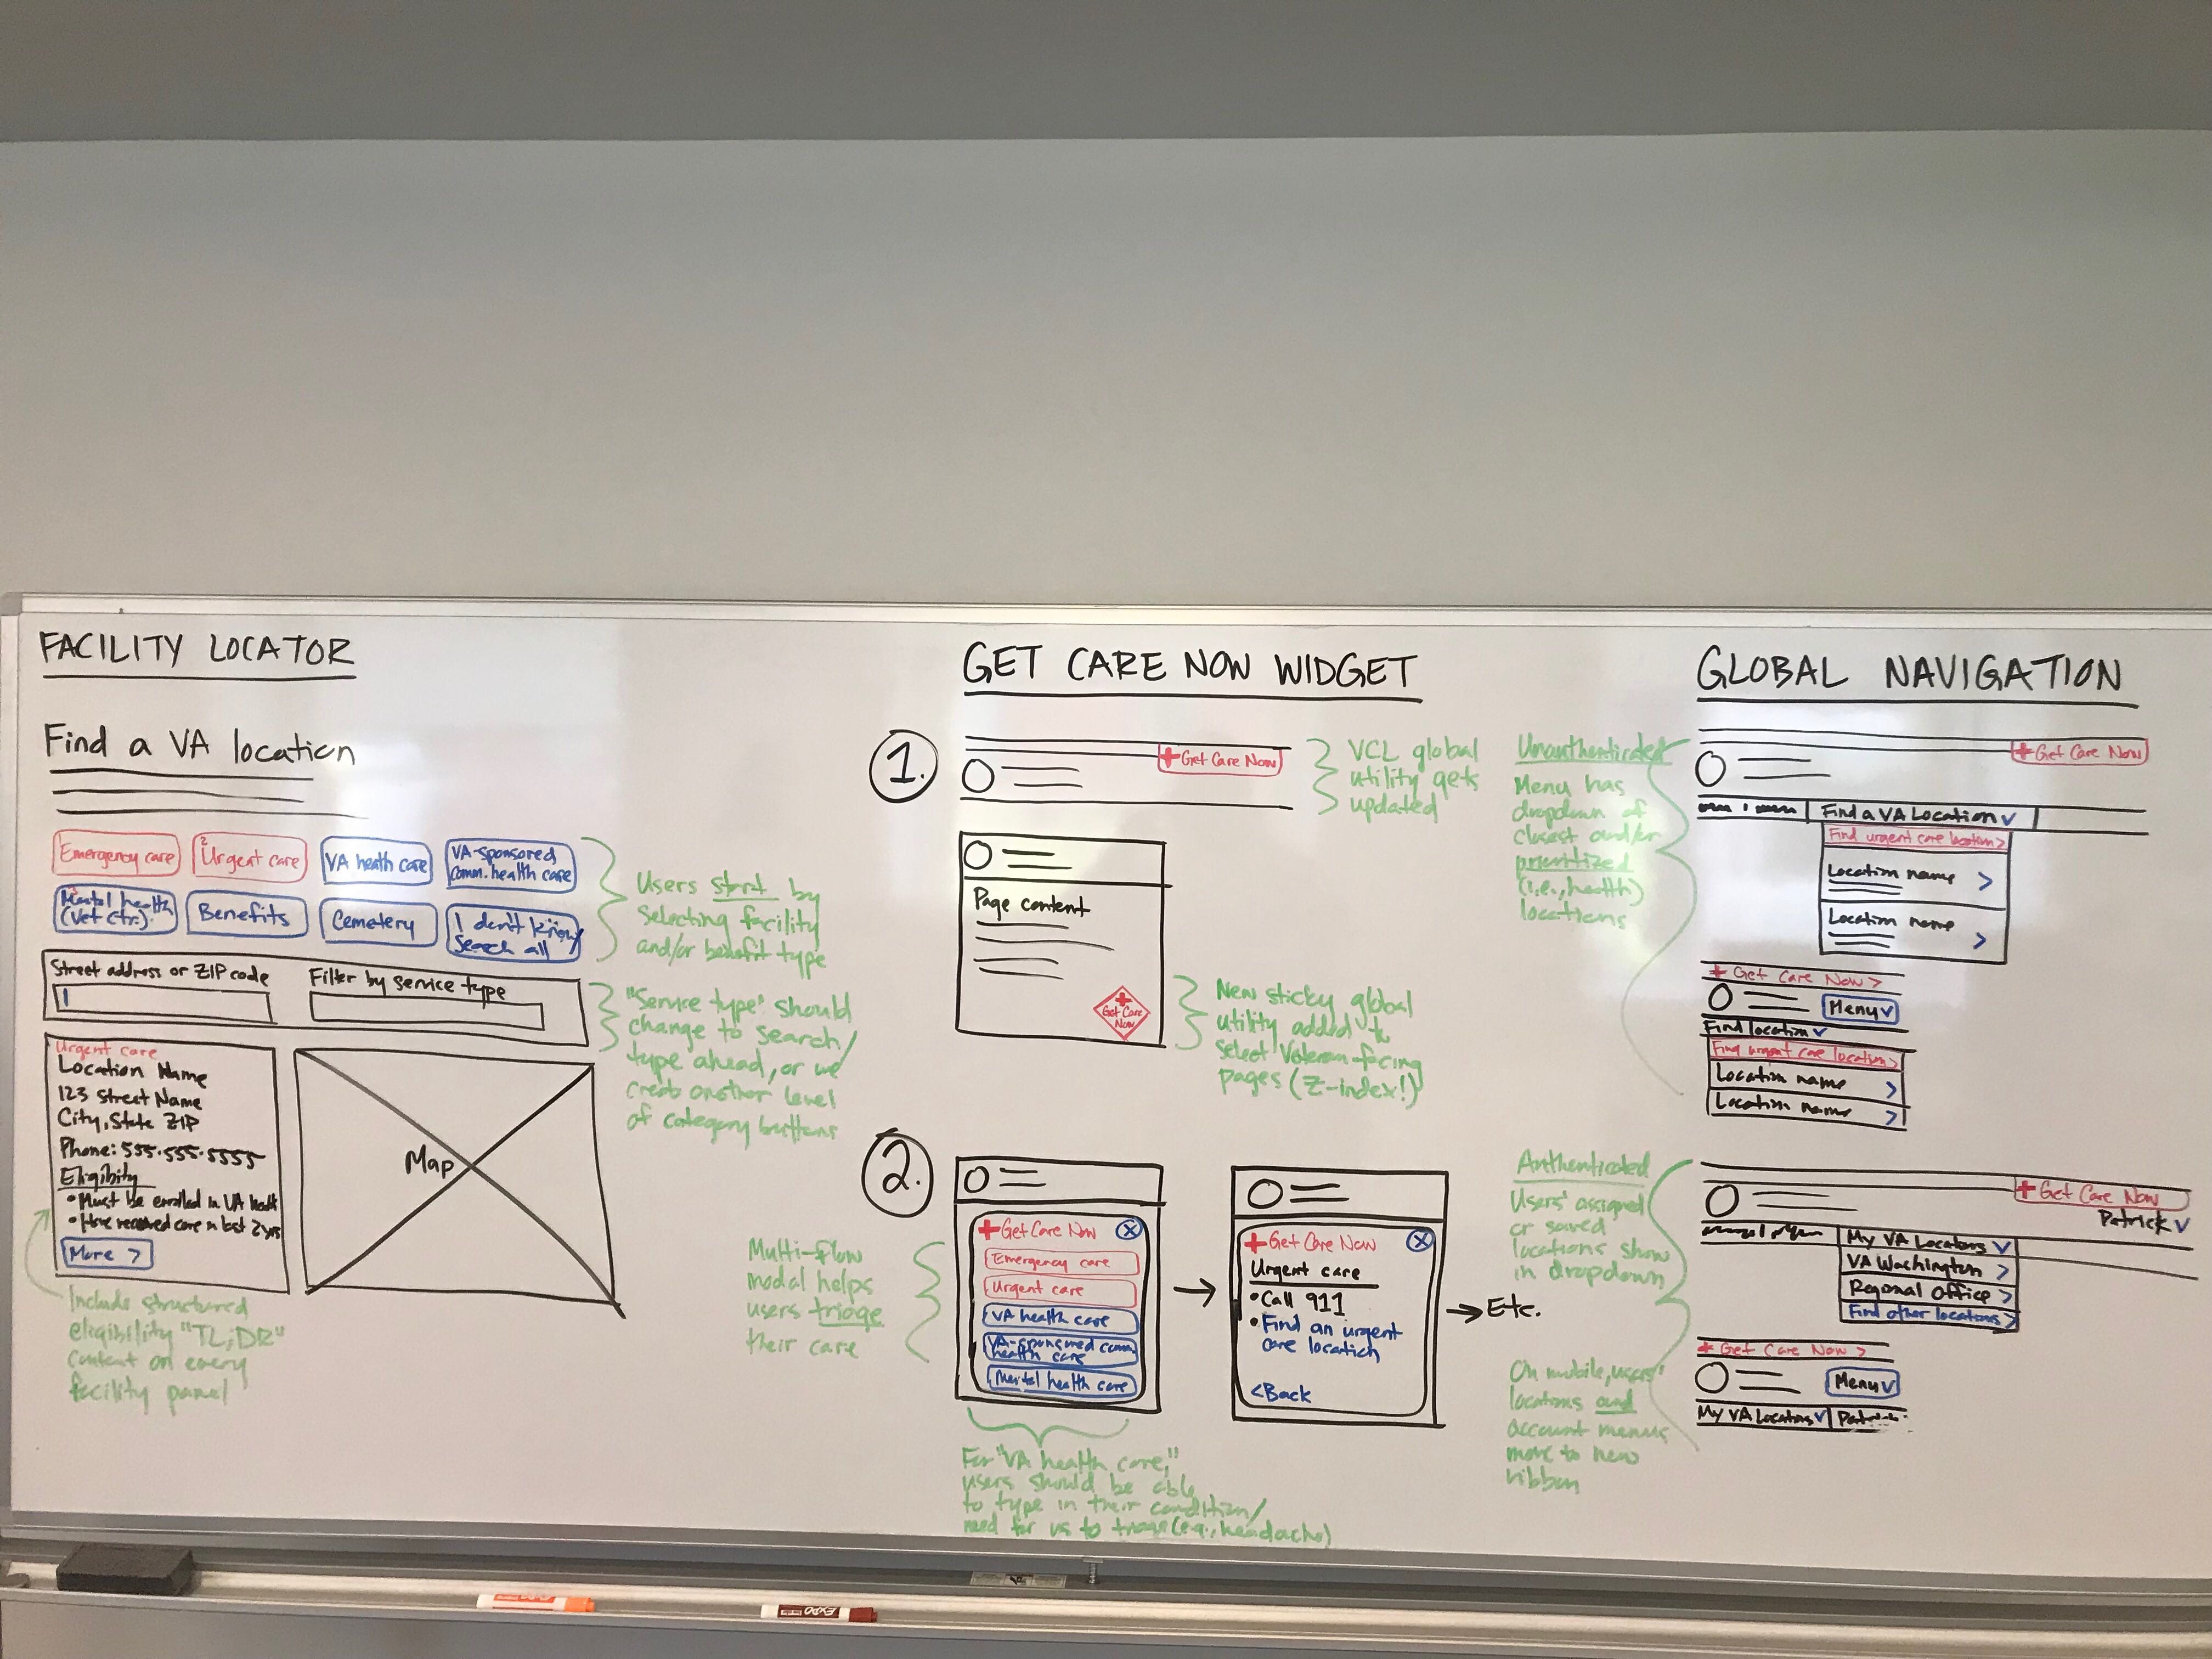 FACILITY LOCATOR
Find a VA location
Emergency care
2
Urgent care
VA health care
VA-sponsored
comm. health care
Mental health
(Vet Ctr.)
Benefits
Cemetery
I don't know/
Search all
Users start by
selecting facility
and/or benefit type
Street address or ZIP code
Filter by service type
"Service type" should
change to search/
type ahead, or we
create another level
of category buttons
Urgent care
Location Name
123 Street Name
City, State ZIP
Phone: 555-555-5555
Eligibity
• Must be enrolled in VA health
• Have received care in last 2 yrs
More >
Map
Include structured
eligibility "TL;DR"
content on every
facility panel
GET CARE NOW WIDGET
1.
+ Get Care Now
VCL global
utility gets
updated
Page content
+
Get Care
Now
New sticky global
utility added to
select Veteran-facing
pages (Z-index!)
2.
Multi-flow
modal helps
users triage
their care
+ Get Care Now X
Emergency care
Urgent care
VA health care
VA-sponsored comm.
health care
Mental health care
For "VA health care,"
users should be able
to type in their condition/
need for us to triage (e.g., headache)
+ Get Care Now X
Urgent care
• Call 911
• Find an urgent
care location
< Back
Etc.
GLOBAL NAVIGATION
Unauthenticated
Menu has
dropdown of
closest and/or
prioritized
(i.e., health)
locations
+ Get Care Now
Find a VA Location
Find urgent care location >
Location name >
Location name >
+ Get Care Now >
Menu
Find location
Find urgent care location >
Location name >
Location name >
Authenticated
Users' assigned
or saved
locations show
in dropdown
+ Get Care Now
Patrick
My VA Locators
VA Washington >
Regional Office >
Find other locations >
On mobile, users'
locations and
account menus
move to new
ribbon
+ Get Care Now >
Menu
My VA Locators
EXPO